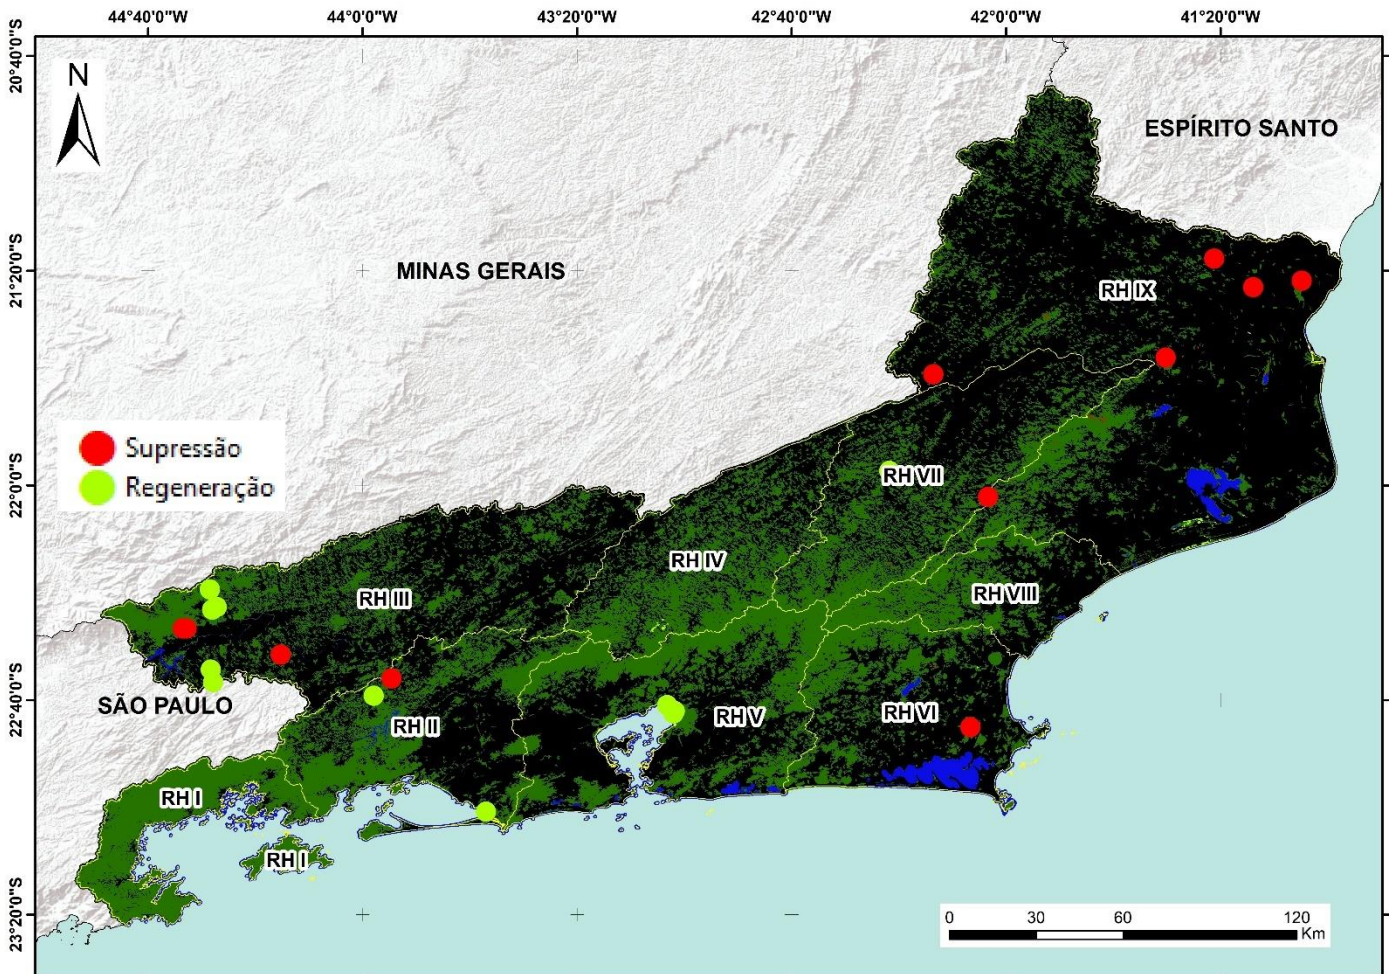 44°40'0"W 44°0'0"W 43°20'0"W 42°40'0"W 42°0'0"W 41°20'0"W
20°40'0"S
N
ESPÍRITO SANTO
21°20'0"S
MINAS GERAIS
RH IX
Supressão
Regeneração
22°0'0"S
RH VII
RH IV
RH III
RH VIII
22°40'0"S
SÃO PAULO
RH II
RH V
RH VI
RH I
RH I
23°20'0"S
0 30 60 120
Km